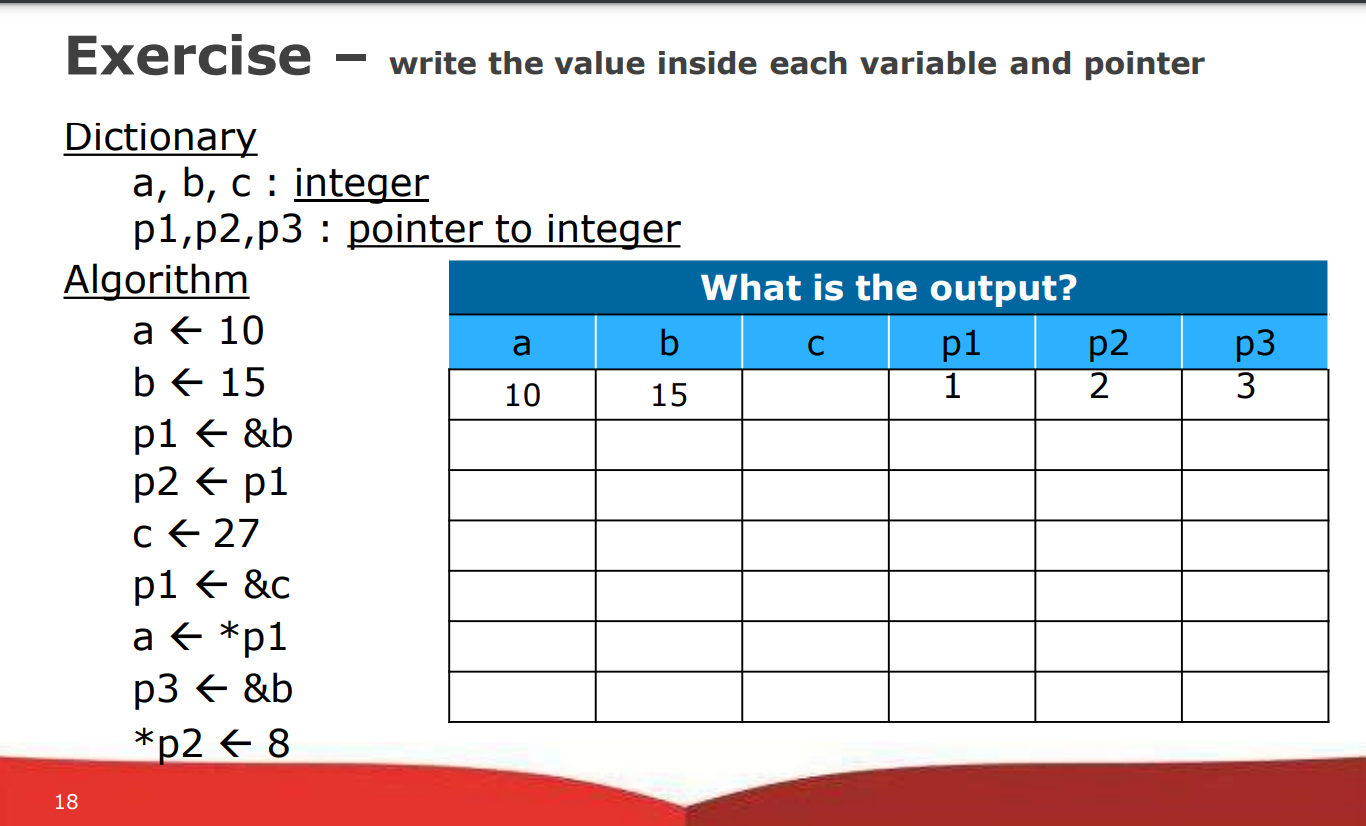 Exercise – write the value inside each variable and pointer
Dictionary
a, b, c : integer
p1,p2,p3 : pointer to integer
Algorithm
a ← 10
b ← 15
p1 ← &b
p2 ← p1
c ← 27
p1 ← &c
a ← *p1
p3 ← &b
*p2 ← 8
What is the output?
a b c p1 p2 p3
10 15 1 2 3
18